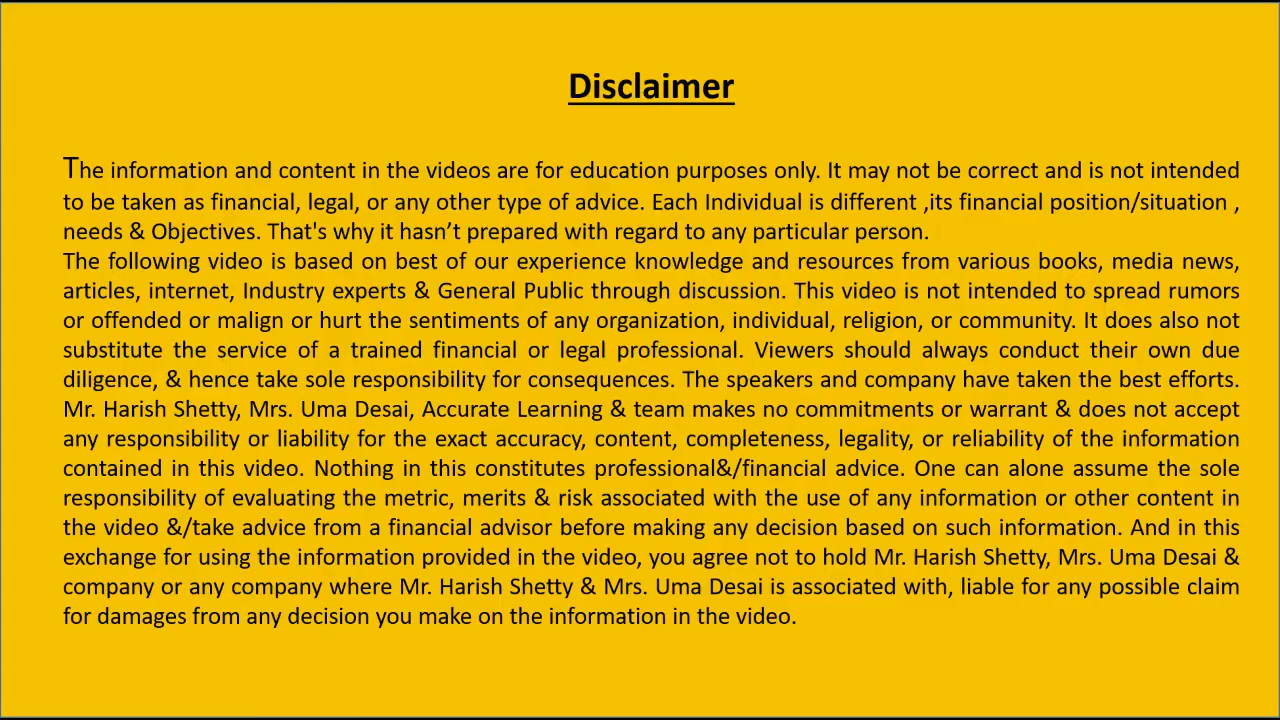 Disclaimer
The information and content in the videos are for education purposes only. It may not be correct and is not intended
to be taken as financial, legal, or any other type of advice. Each Individual is different ,its financial position/situation ,
needs & Objectives. That's why it hasn’t prepared with regard to any particular person.
The following video is based on best of our experience knowledge and resources from various books, media news,
articles, internet, Industry experts & General Public through discussion. This video is not intended to spread rumors
or offended or malign or hurt the sentiments of any organization, individual, religion, or community. It does also not
substitute the service of a trained financial or legal professional. Viewers should always conduct their own due
diligence, & hence take sole responsibility for consequences. The speakers and company have taken the best efforts.
Mr. Harish Shetty, Mrs. Uma Desai, Accurate Learning & team makes no commitments or warrant & does not accept
any responsibility or liability for the exact accuracy, content, completeness, legality, or reliability of the information
contained in this video. Nothing in this constitutes professional&/financial advice. One can alone assume the sole
responsibility of evaluating the metric, merits & risk associated with the use of any information or other content in
the video &/take advice from a financial advisor before making any decision based on such information. And in this
exchange for using the information provided in the video, you agree not to hold Mr. Harish Shetty, Mrs. Uma Desai &
company or any company where Mr. Harish Shetty & Mrs. Uma Desai is associated with, liable for any possible claim
for damages from any decision you make on the information in the video.